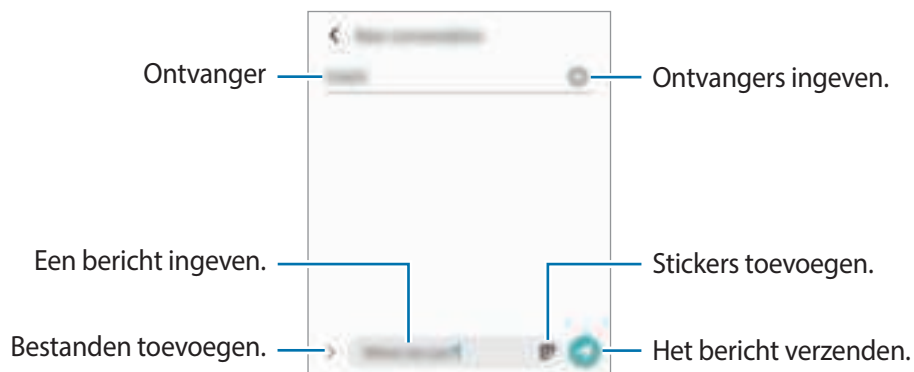 Ontvanger
Ontvangers ingeven.
Een bericht ingeven.
Stickers toevoegen.
Bestanden toevoegen.
Het bericht verzenden.